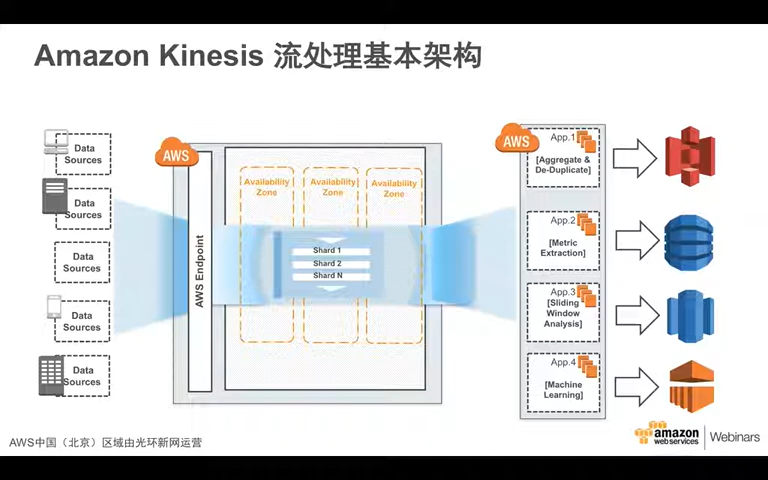 Amazon Kinesis 流处理基本架构
Data
Sources
Data
Sources
Data
Sources
Data
Sources
Data
Sources
AWS
AWS Endpoint
Availability
Zone
Availability
Zone
Availability
Zone
Shard 1
Shard 2
Shard N
AWS
App.1
[Aggregate &
De-Duplicate]
App.2
[Metric
Extraction]
App.3
[Sliding
Window
Analysis]
App.4
[Machine
Learning]
AWS中国（北京）区域由光环新网运营
amazon
webservices
Webinars